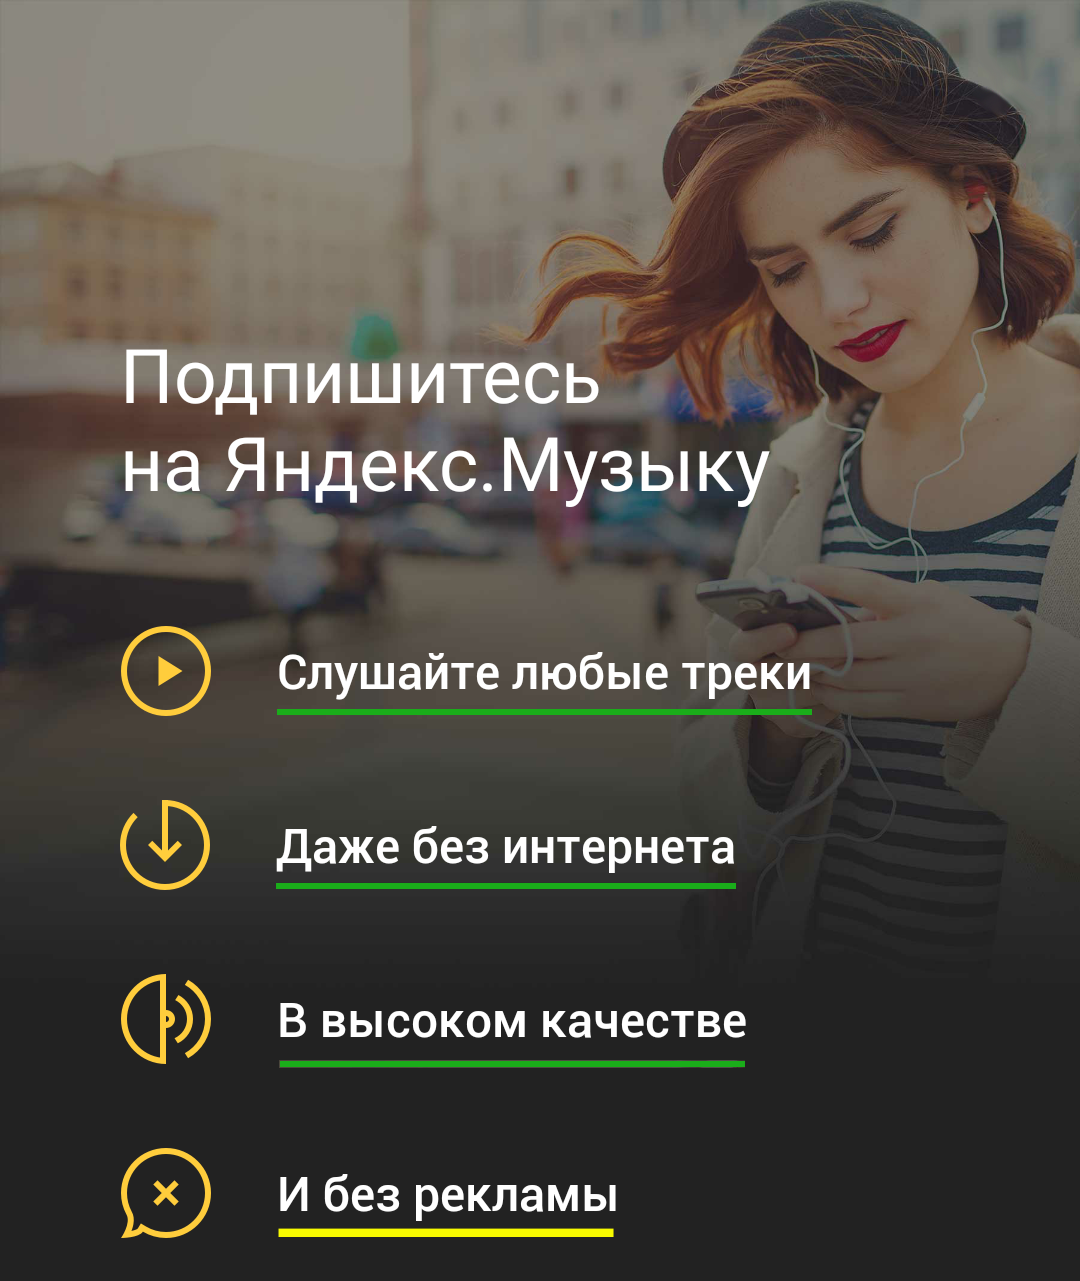 Подпишитесь
на Яндекс.Музыку
Слушайте любые треки
Даже без интернета
В высоком качестве
И без рекламы